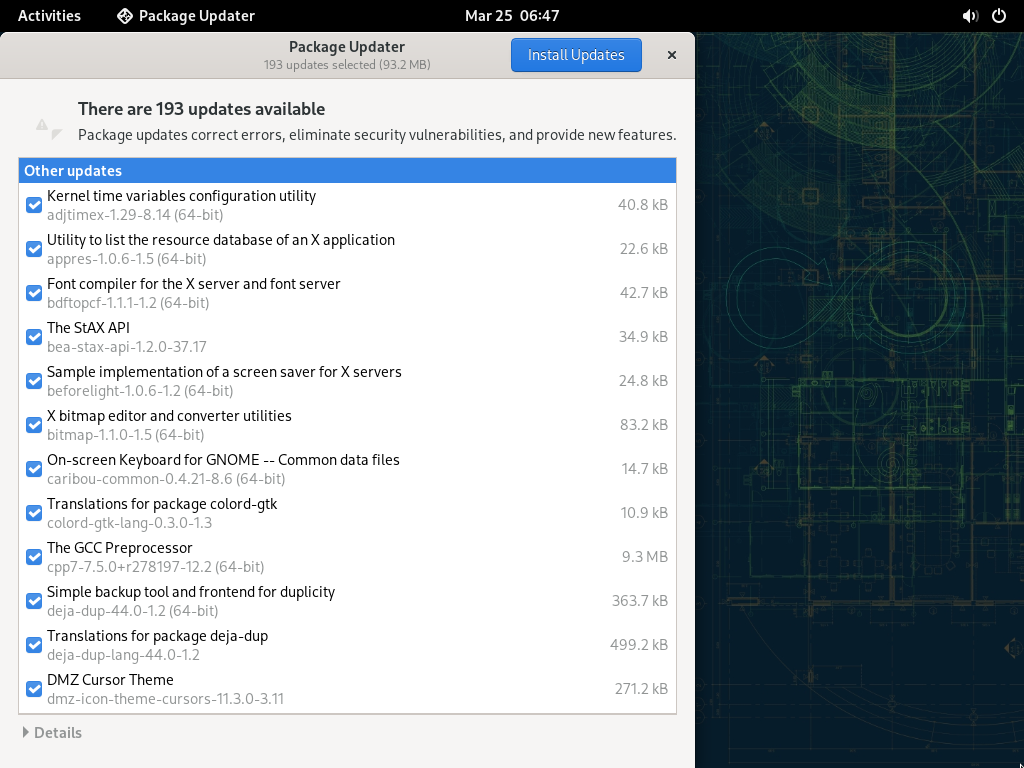 Activities
Package Updater
Mar 25 06:47
Package Updater
193 updates selected (93.2 MB)
Install Updates
There are 193 updates available
Package updates correct errors, eliminate security vulnerabilities, and provide new features.
Other updates
Kernel time variables configuration utility
adjtimex-1.29-8.14 (64-bit)
40.8 kB
Utility to list the resource database of an X application
appres-1.0.6-1.5 (64-bit)
22.6 kB
Font compiler for the X server and font server
bdftopcf-1.1.1-1.2 (64-bit)
42.7 kB
The StAX API
bea-stax-api-1.2.0-37.17
34.9 kB
Sample implementation of a screen saver for X servers
beforelight-1.0.6-1.2 (64-bit)
24.8 kB
X bitmap editor and converter utilities
bitmap-1.1.0-1.5 (64-bit)
83.2 kB
On-screen Keyboard for GNOME -- Common data files
caribou-common-0.4.21-8.6 (64-bit)
14.7 kB
Translations for package colord-gtk
colord-gtk-lang-0.3.0-1.3
10.9 kB
The GCC Preprocessor
cpp7-7.5.0+r278197-12.2 (64-bit)
9.3 MB
Simple backup tool and frontend for duplicity
deja-dup-44.0-1.2 (64-bit)
363.7 kB
Translations for package deja-dup
deja-dup-lang-44.0-1.2
499.2 kB
DMZ Cursor Theme
dmz-icon-theme-cursors-11.3.0-3.11
271.2 kB
Details